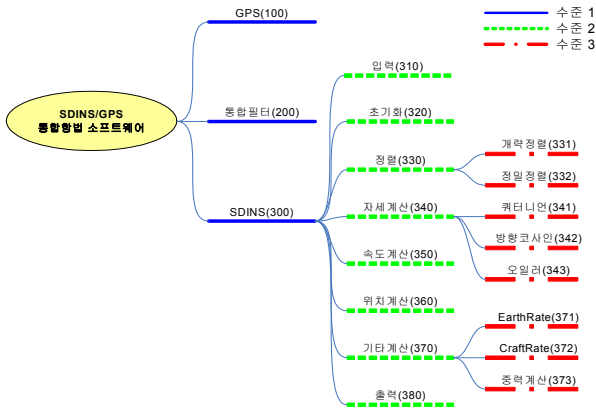 GPS(100)
수준 1
수준 2
수준 3
입력(310)
SDINS/GPS
통합항법 소프트웨어
통합필터(200)
초기화(320)
정렬(330)
개략정렬(331)
정밀정렬(332)
SDINS(300)
자세계산(340)
쿼터니언(341)
방향코사인(342)
오일러(343)
속도계산(350)
위치계산(360)
기타계산(370)
EarthRate(371)
CraftRate(372)
중력계산(373)
출력(380)